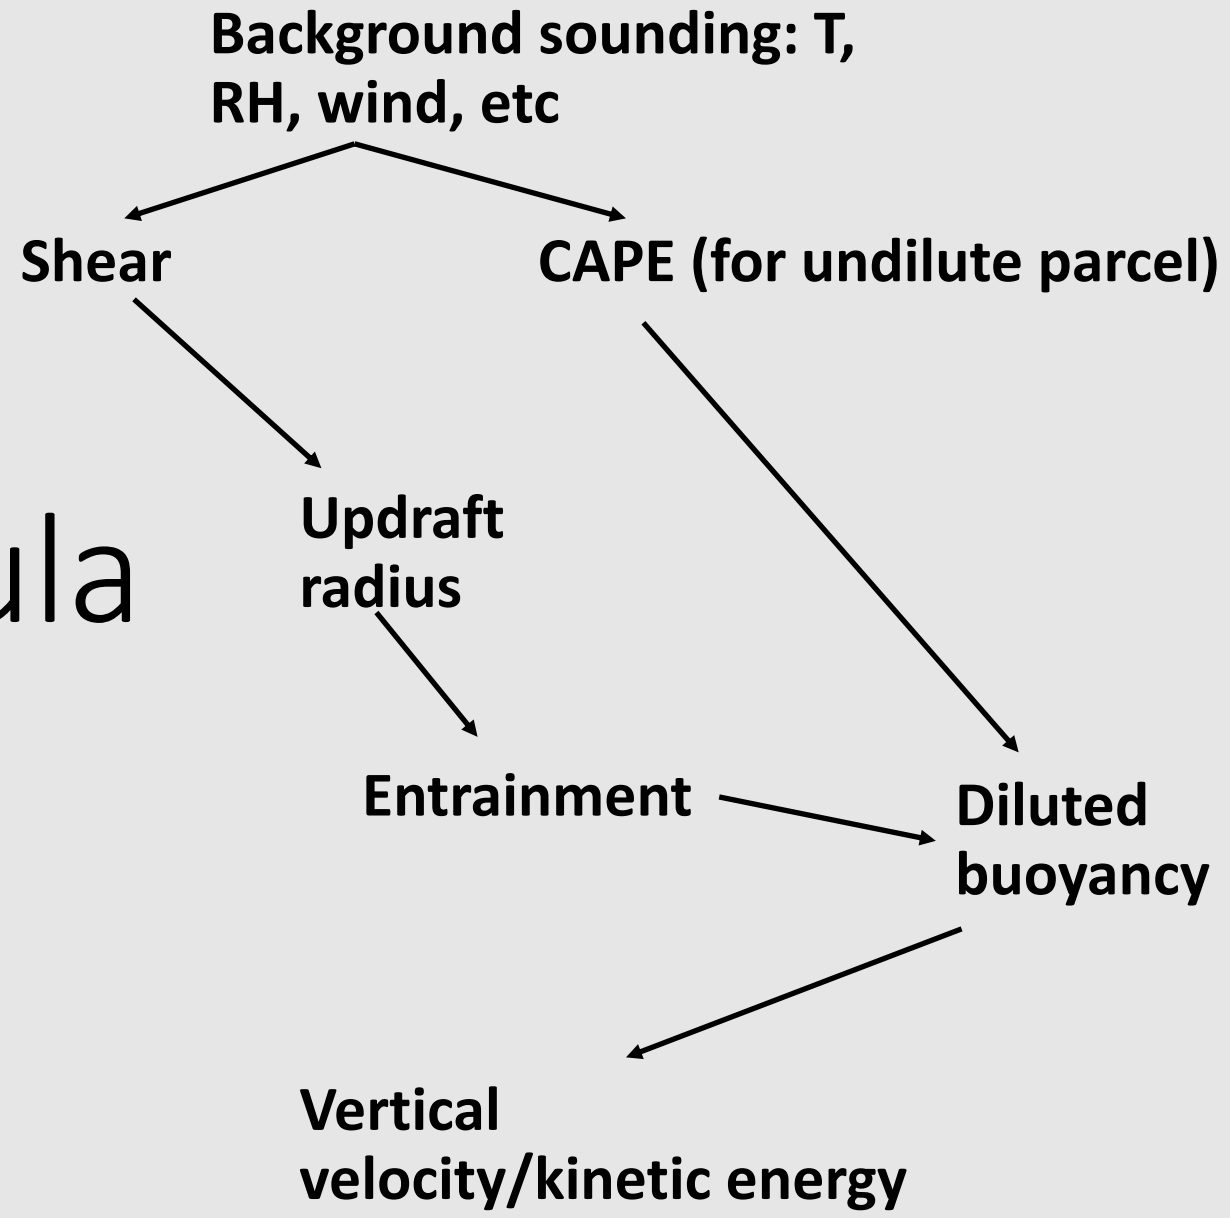 Background sounding: T,
RH, wind, etc
Shear
CAPE (for undilute parcel)
Updraft
radius
ula
Entrainment
Diluted
buoyancy
Vertical
velocity/kinetic energy